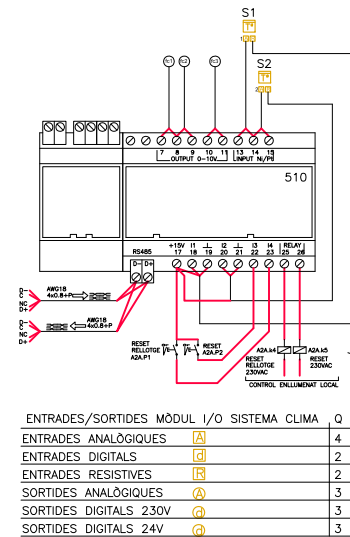 S1
T*
S2
T*
fc1 fc2 fc3
7 8 9 10 11 13 14 15
OUTPUT 0-10V INPUT Ni/Pt
510
RS485 D- D+
+15V I1 I2 I3 I4 RELAY
17 18 19 20 21 22 23 25 26
D-
C
NC
D+
AWG18
4x0.8+P
D-
C
NC
D+
AWG18
4x0.8+P
RESET
RELLOTGE
A2A.P1
RESET
A2A.P2
A2A.k4
RESET
RELLOTGE
230VAC
A2A.k5
RESET
230VAC
CONTROL ENLLUMENAT LOCAL
ENTRADES/SORTIDES MÒDUL I/O SISTEMA CLIMA Q
ENTRADES ANALÒGIQUES A 4
ENTRADES DIGITALS d 2
ENTRADES RESISTIVES R 2
SORTIDES ANALÒGIQUES A 3
SORTIDES DIGITALS 230V d 3
SORTIDES DIGITALS 24V d 3